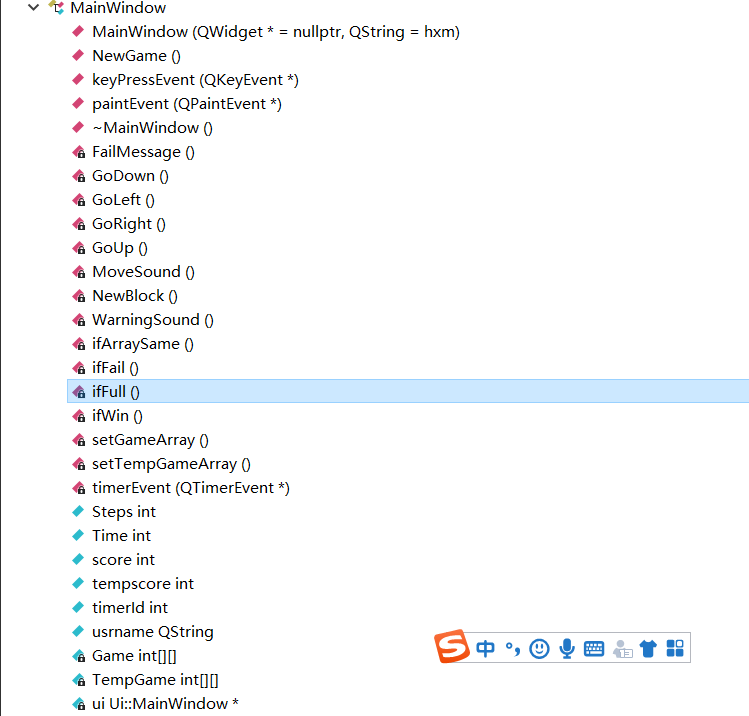 MainWindow
MainWindow (QWidget * = nullptr, QString = hxm)
NewGame ()
keyPressEvent (QKeyEvent *)
paintEvent (QPaintEvent *)
~MainWindow ()
FailMessage ()
GoDown ()
GoLeft ()
GoRight ()
GoUp ()
MoveSound ()
NewBlock ()
WarningSound ()
ifArraySame ()
ifFail ()
ifFull ()
ifWin ()
setGameArray ()
setTempGameArray ()
timerEvent (QTimerEvent *)
Steps int
Time int
score int
tempscore int
timerId int
usrname QString
S 中 °,
Game int[][]
TempGame int[][]
ui Ui::MainWindow *